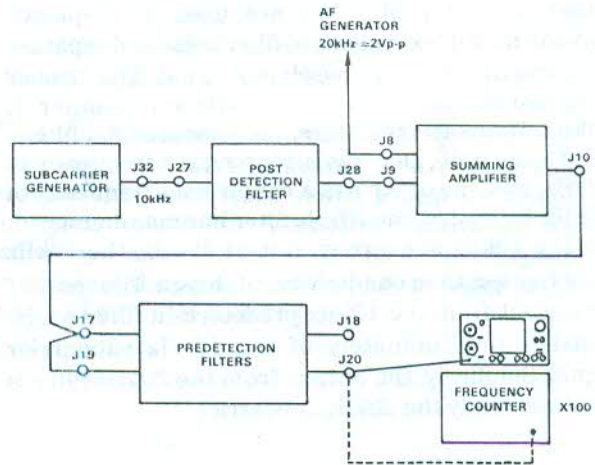 AF
GENERATOR
20kHz =2Vp-p
J8
J10
SUBCARRIER
GENERATOR
J32
J27
10kHz
POST
DETECTION
FILTER
J28
J9
SUMMING
AMPLIFIER
J17
J19
PREDETECTION
FILTERS
J18
J20
FREQUENCY
COUNTER
X100